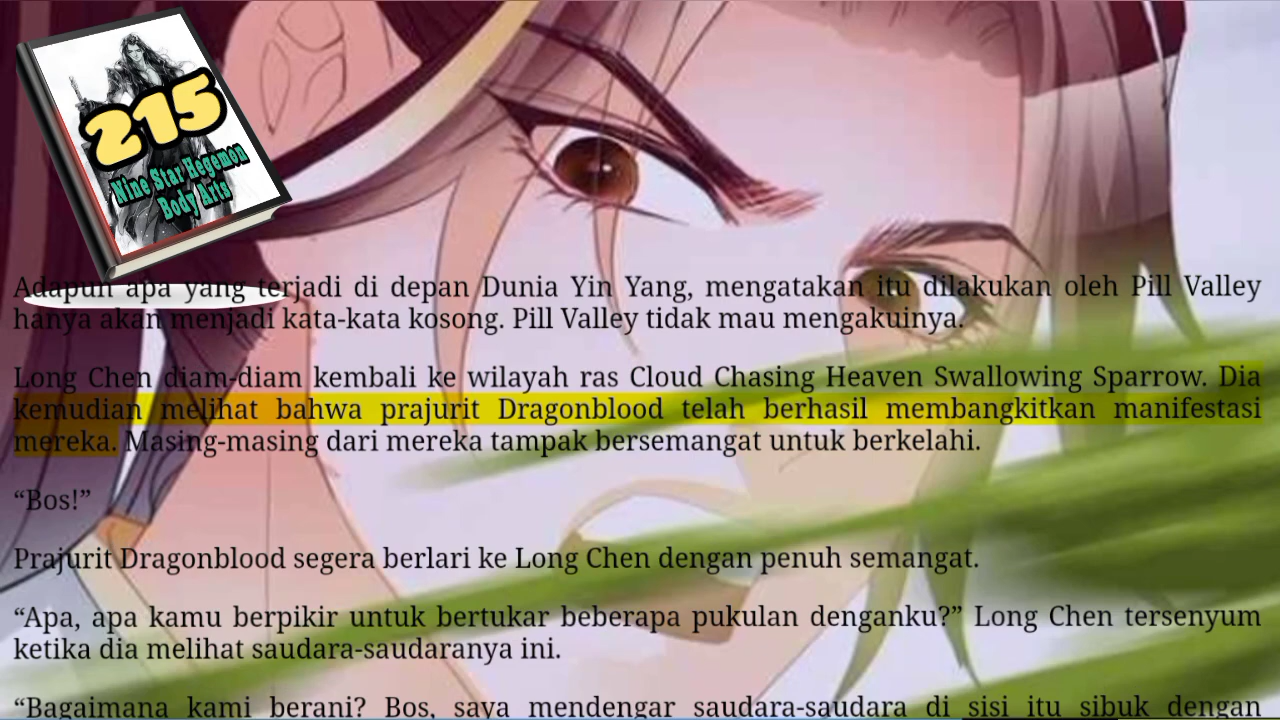 215
Nine Star Hegemon
Body Arts
Adapun apa yang terjadi di depan Dunia Yin Yang, mengatakan itu dilakukan oleh Pill Valley
hanya akan menjadi kata-kata kosong. Pill Valley tidak mau mengakuinya.
Long Chen diam-diam kembali ke wilayah ras Cloud Chasing Heaven Swallowing Sparrow. Dia
kemudian melihat bahwa prajurit Dragonblood telah berhasil membangkitkan manifestasi
mereka. Masing-masing dari mereka tampak bersemangat untuk berkelahi.
“Bos!”
Prajurit Dragonblood segera berlari ke Long Chen dengan penuh semangat.
“Apa, apa kamu berpikir untuk bertukar beberapa pukulan denganku?” Long Chen tersenyum
ketika dia melihat saudara-saudaranya ini.
“Bagaimana kami berani? Bos, saya mendengar saudara-saudara di sisi itu sibuk dengan